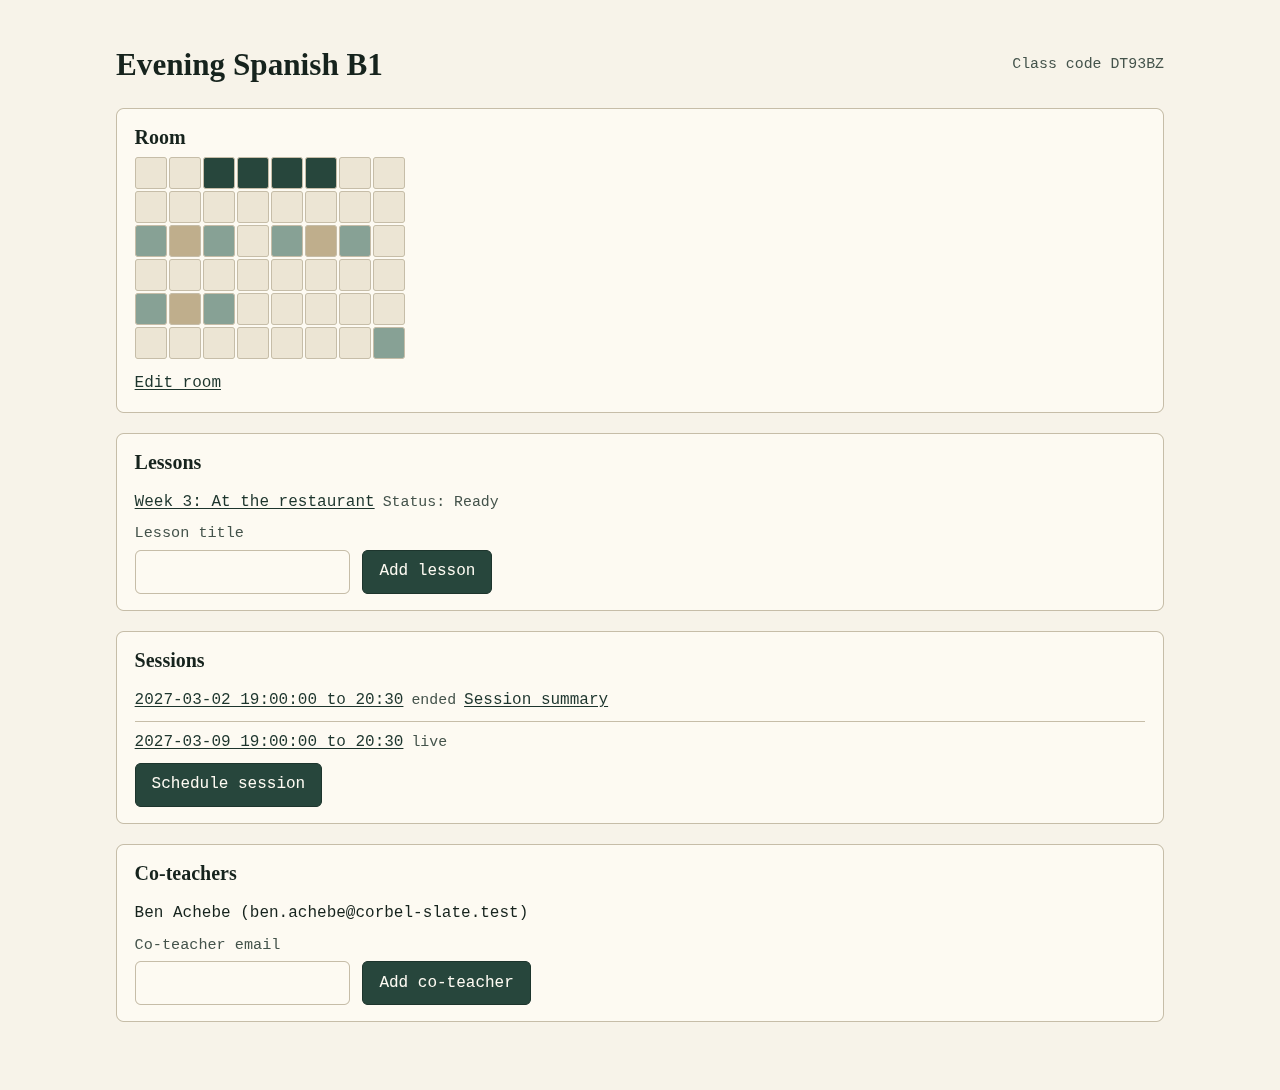 Evening Spanish B1
Class code DT93BZ
Room
Edit room
Lessons
Week 3: At the restaurant Status: Ready
Lesson title
Add lesson
Sessions
2027-03-02 19:00:00 to 20:30 ended Session summary
2027-03-09 19:00:00 to 20:30 live
Schedule session
Co-teachers
Ben Achebe (ben.achebe@corbel-slate.test)
Co-teacher email
Add co-teacher